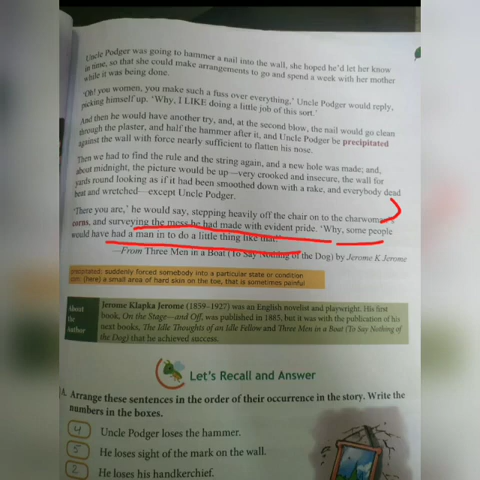 Uncle Podger was going to hammer a nail into the wall, she hoped he'd let her know
in time, so that she could make arrangements to go and spend a week with her mother
while it was being done.
'Oh! you women, you make such a fuss over everything,' Uncle Podger would reply,
picking himself up. 'Why, I LIKE doing a little job of this sort.'
And then he would have another try, and, at the second blow, the nail would go clean
through the plaster, and half the hammer after it, and Uncle Podger be precipitated
against the wall with force nearly sufficient to flatten his nose.
Then we had to find the rule and the string again, and a new hole was made; and,
about midnight, the picture would be up—very crooked and insecure, the wall for
yards round looking as if it had been smoothed down with a rake, and everybody dead
beat and wretched—except Uncle Podger.
'There you are,' he would say, stepping heavily off the chair on to the charwoman's
corns, and surveying the mess he had made with evident pride. 'Why, some people
would have had a man in to do a little thing like that!'
—From Three Men in a Boat (To Say Nothing of the Dog) by Jerome K Jerome
precipitated: suddenly forced somebody into a particular state or condition
corn: (here) a small area of hard skin on the toe, that is sometimes painful
About
the
Author
Jerome Klapka Jerome (1859–1927) was an English novelist and playwright. His first
book, On the Stage—and Off, was published in 1885, but it was with the publication of his
next books, The Idle Thoughts of an Idle Fellow and Three Men in a Boat (To Say Nothing of
the Dog) that he achieved success.
Let's Recall and Answer
A. Arrange these sentences in the order of their occurrence in the story. Write the
numbers in the boxes.
4 Uncle Podger loses the hammer.
5 He loses sight of the mark on the wall.
2 He loses his handkerchief.